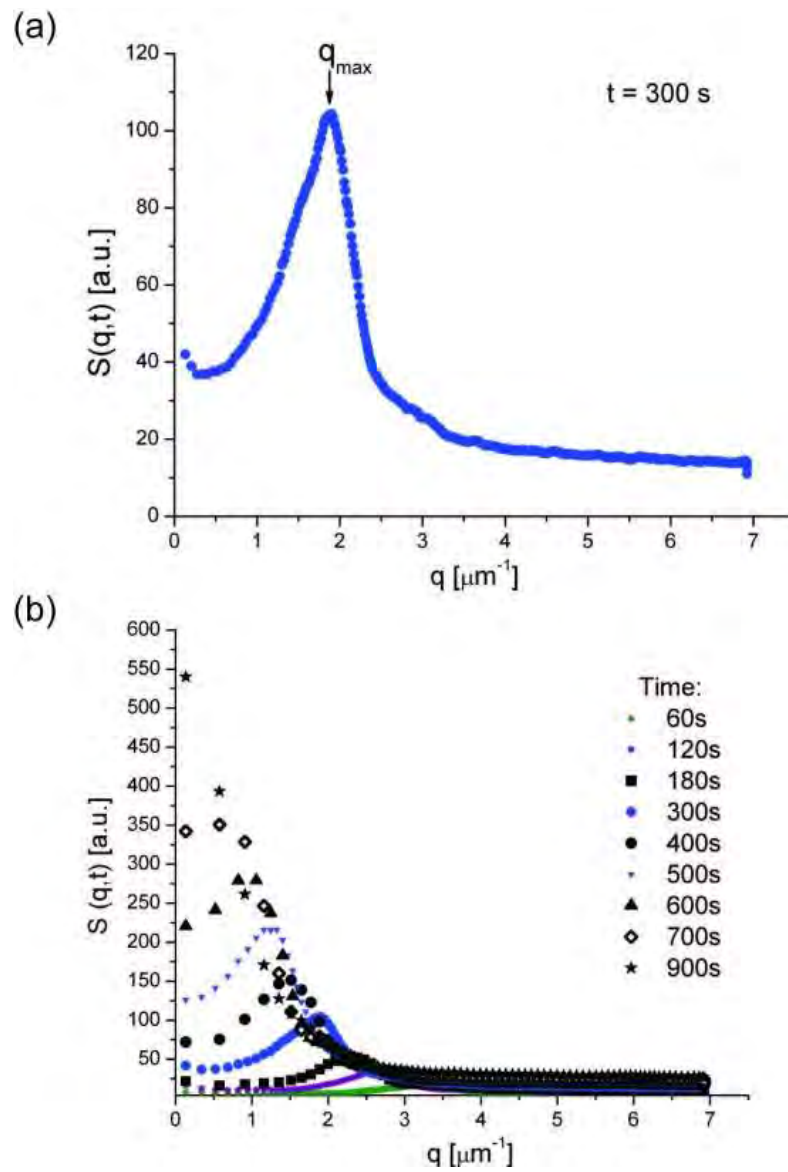 (a)
q_max
t = 300 s
S(q,t) [a.u.]
120
100
80
60
40
20
0
0 1 2 3 4 5 6 7
q [μm⁻¹]
(b)
S (q,t) [a.u.]
600
550
500
450
400
350
300
250
200
150
100
50
Time:
60s
120s
180s
300s
400s
500s
600s
700s
900s
0 1 2 3 4 5 6 7
q [μm⁻¹]